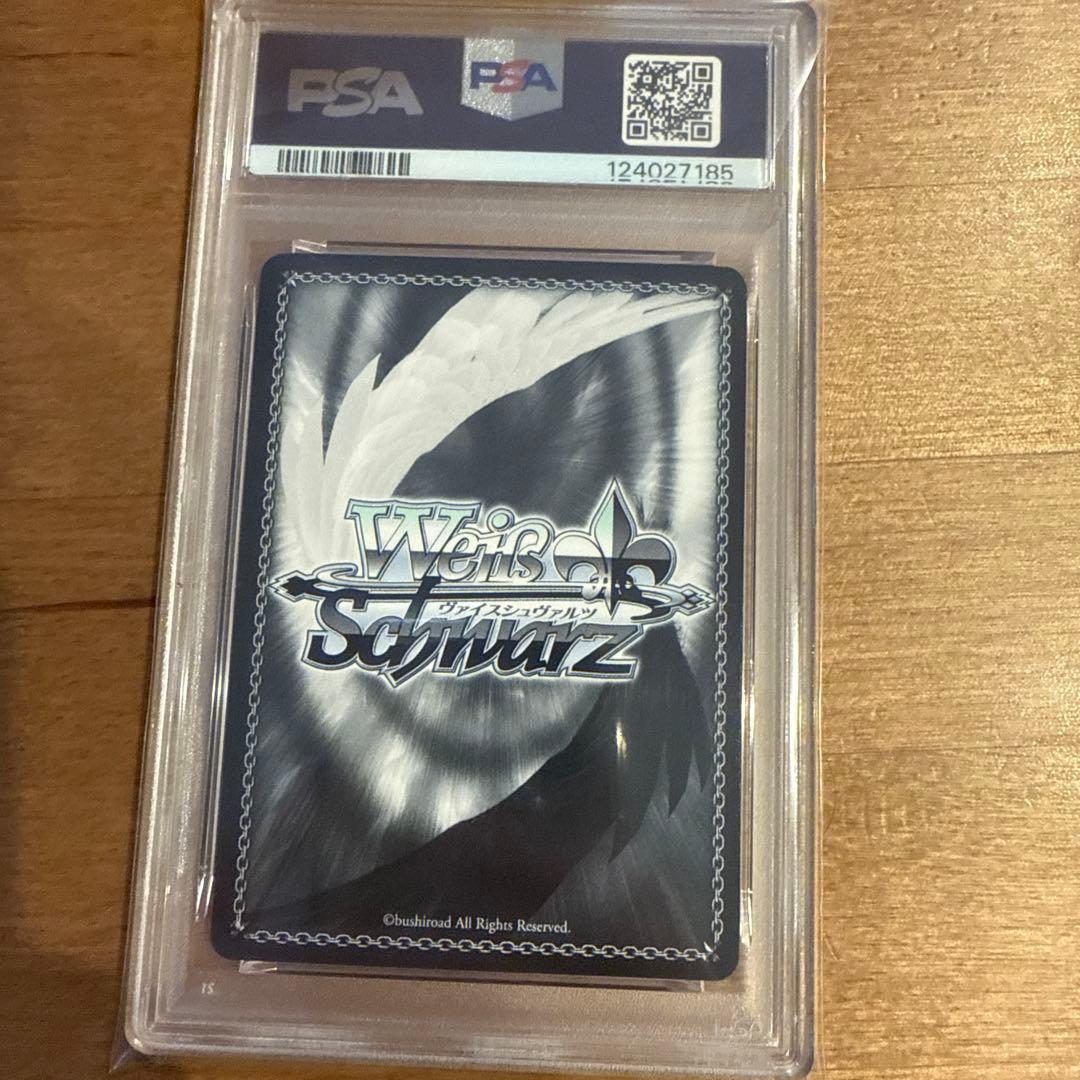 PSA
PSA
124027185
Weiß
ヴァイスシュヴァルツ
Schwarz
©bushiroad All Rights Reserved.